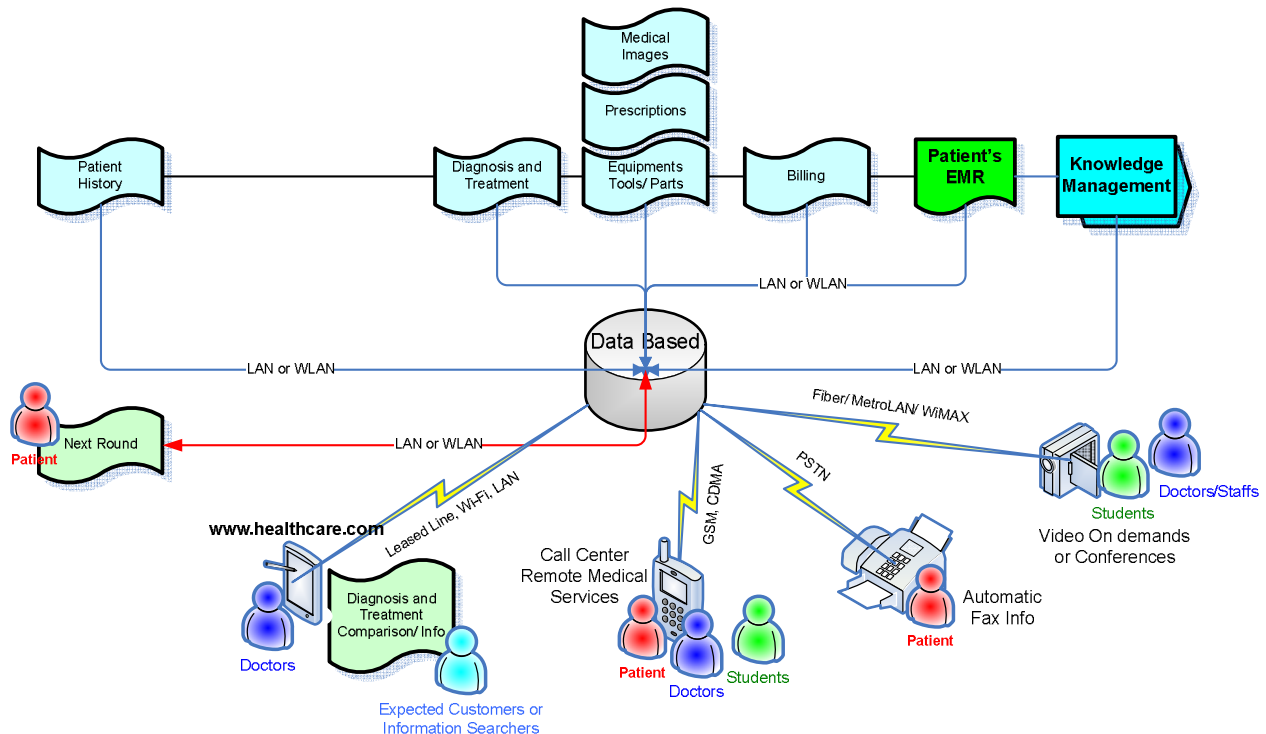 Medical
Images
Prescriptions
Patient
History
Diagnosis and
Treatment
Equipments
Tools/ Parts
Billing
Patient's
EMR
Knowledge
Management
LAN or WLAN
Data Based
LAN or WLAN
LAN or WLAN
Patient
Next Round
LAN or WLAN
Fiber/ MetroLAN/ WiMAX
Leased Line, Wi-Fi, LAN
GSM, CDMA
PSTN
Doctors/Staffs
Students
Video On demands
or Conferences
www.healthcare.com
Doctors
Diagnosis and
Treatment
Comparison/ Info
Expected Customers or
Information Searchers
Call Center
Remote Medical
Services
Patient
Doctors
Students
Automatic
Fax Info
Patient